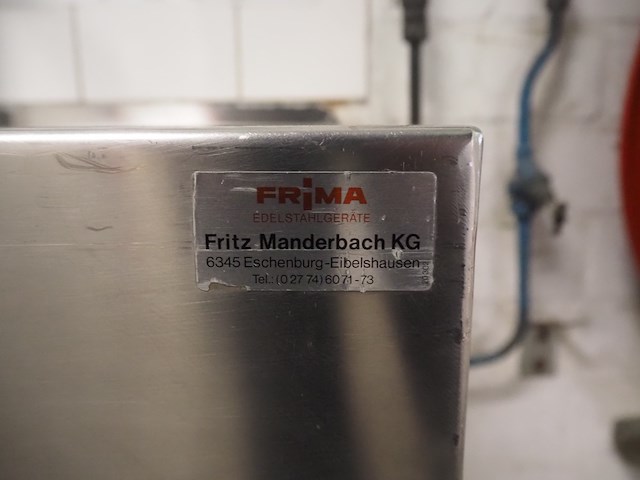 FRiMA
EDELSTAHLGERÄTE
Fritz Manderbach KG
6345 Eschenburg-Eibelshausen
Tel.: (0 27 74) 60 71 - 73